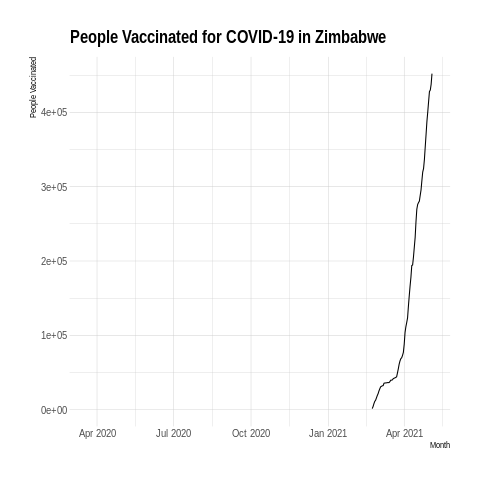 People Vaccinated for COVID-19 in Zimbabwe
People Vaccinated
4e+05
3e+05
2e+05
1e+05
0e+00
Apr 2020 Jul 2020 Oct 2020 Jan 2021 Apr 2021
Month